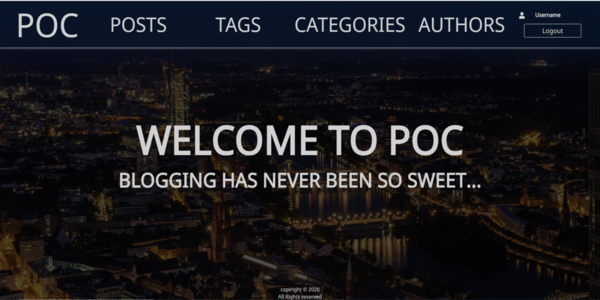 POC POSTS TAGS CATEGORIES AUTHORS Username
Logout
WELCOME TO POC
BLOGGING HAS NEVER BEEN SO SWEET...
copiright © 2020
All Rights reserved